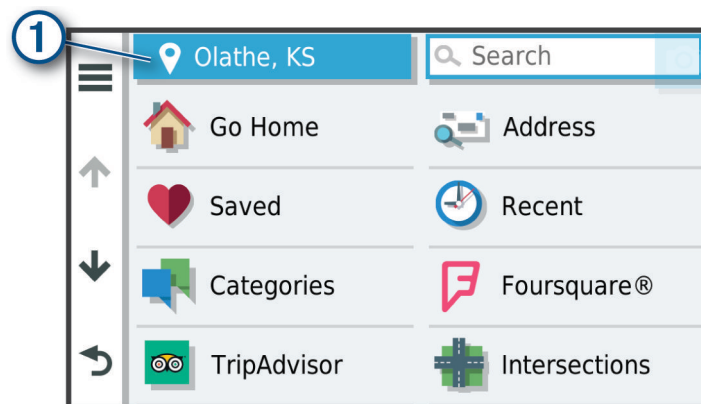 1
Olathe, KS
Search
Go Home
Address
Saved
Recent
Categories
Foursquare®
TripAdvisor
Intersections